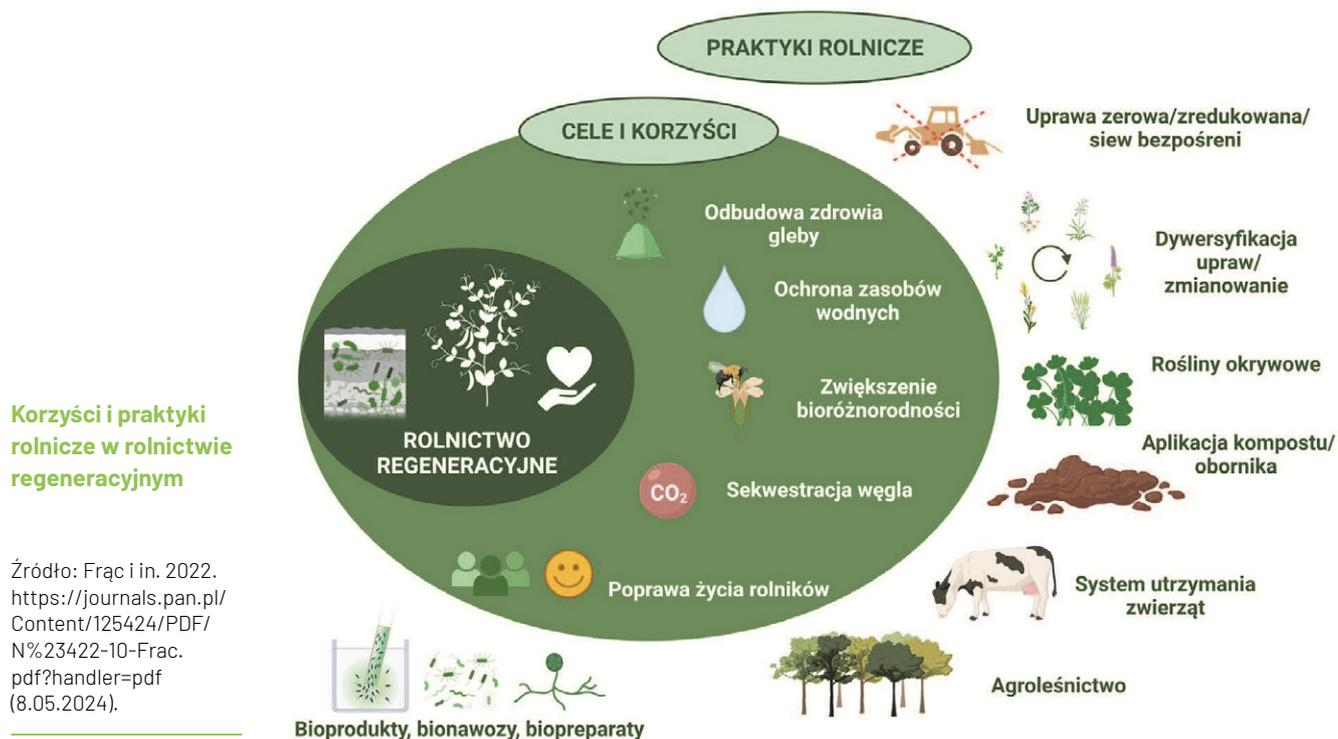 PRAKTYKI ROLNICZE
CELE I KORZYŚCI
Uprawa zerowa/zredukowana/
siew bezpośreni
Odbudowa zdrowia
gleby
Dywersyfikacja
upraw/
zmianowanie
Ochrona zasobów
wodnych
Rośliny okrywowe
Zwiększenie
bioróżnorodności
ROLNICTWO
REGENERACYJNE
Aplikacja kompostu/
obornika
CO₂
Sekwestracja węgla
System utrzymania
zwierząt
Poprawa życia rolników
Agroleśnictwo
Bioprodukty, bionawozy, biopreparaty
Korzyści i praktyki
rolnicze w rolnictwie
regeneracyjnym
Źródło: Frąc i in. 2022.
https://journals.pan.pl/
Content/125424/PDF/
N%23422-10-Frac.
pdf?handler=pdf
(8.05.2024).